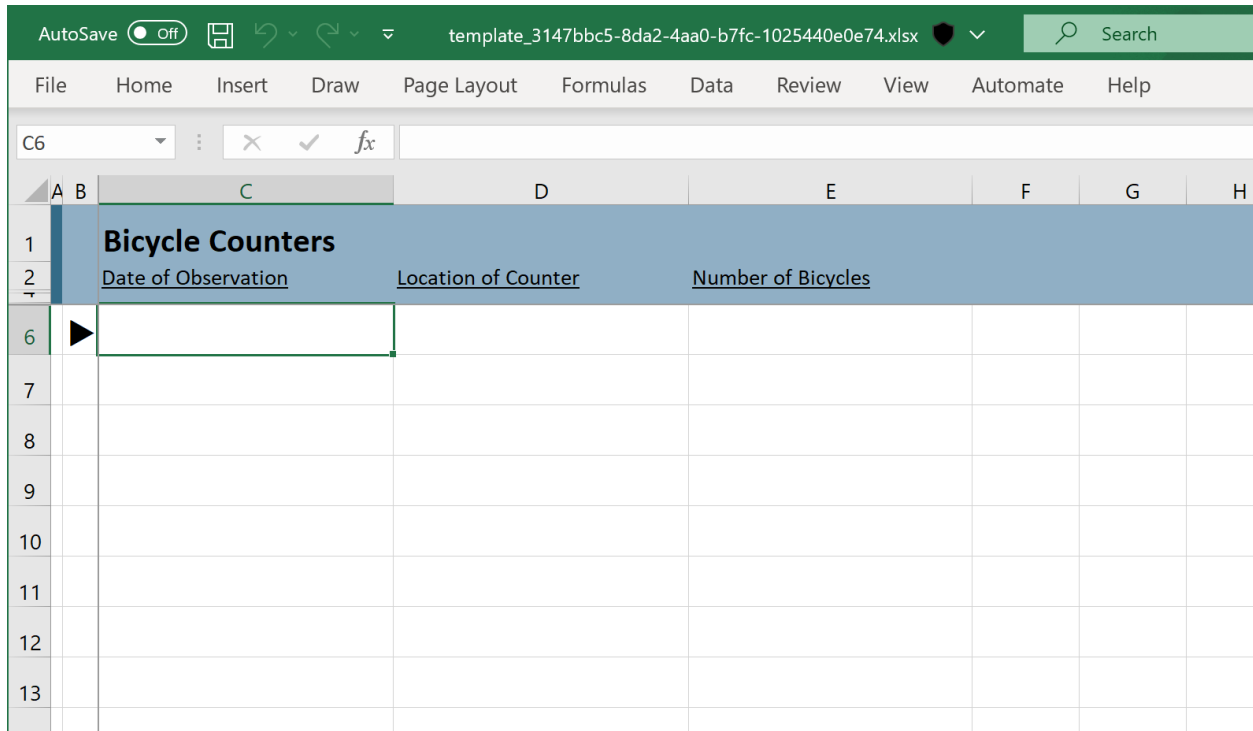 AutoSave Off template_3147bbc5-8da2-4aa0-b7fc-1025440e0e74.xlsx Search
File Home Insert Draw Page Layout Formulas Data Review View Automate Help
C6 fx
A B C D E F G H
1 Bicycle Counters
2 Date of Observation Location of Counter Number of Bicycles
4
6
7
8
9
10
11
12
13